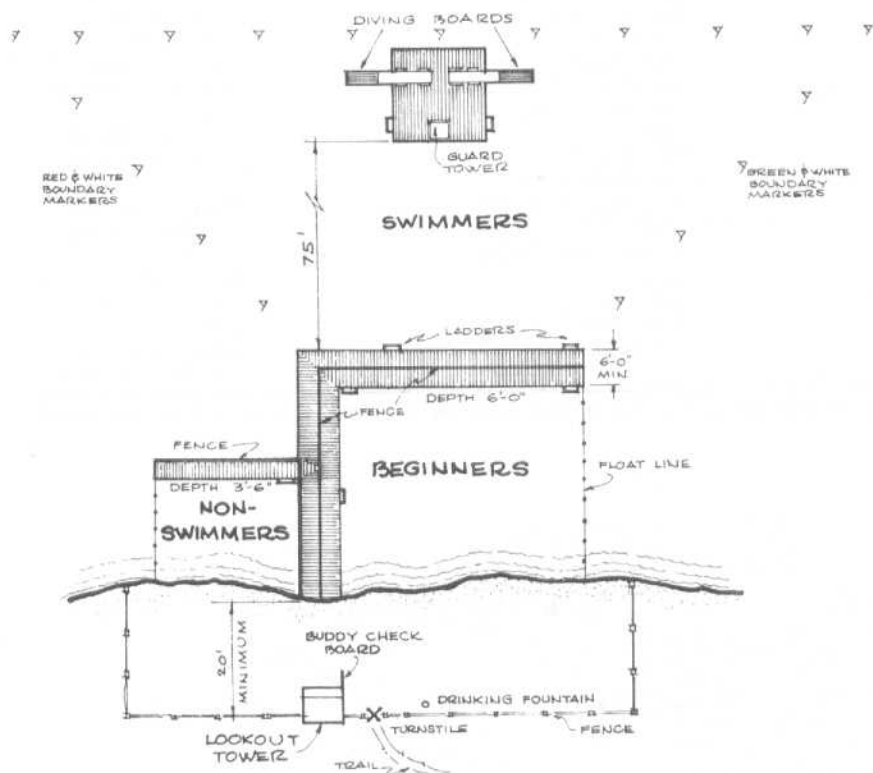 DIVING BOARDS
GUARD
TOWER
RED & WHITE
BOUNDARY
MARKERS
GREEN & WHITE
BOUNDARY
MARKERS
SWIMMERS
75'
LADDERS
6'-0"
MIN.
DEPTH 6'-0"
FENCE
FENCE
BEGINNERS
FLOAT LINE
DEPTH 3'-6"
NON-
SWIMMERS
20'
MINIMUM
BUDDY CHECK
BOARD
DRINKING FOUNTAIN
TURNSTILE
FENCE
LOOKOUT
TOWER
TRAIL